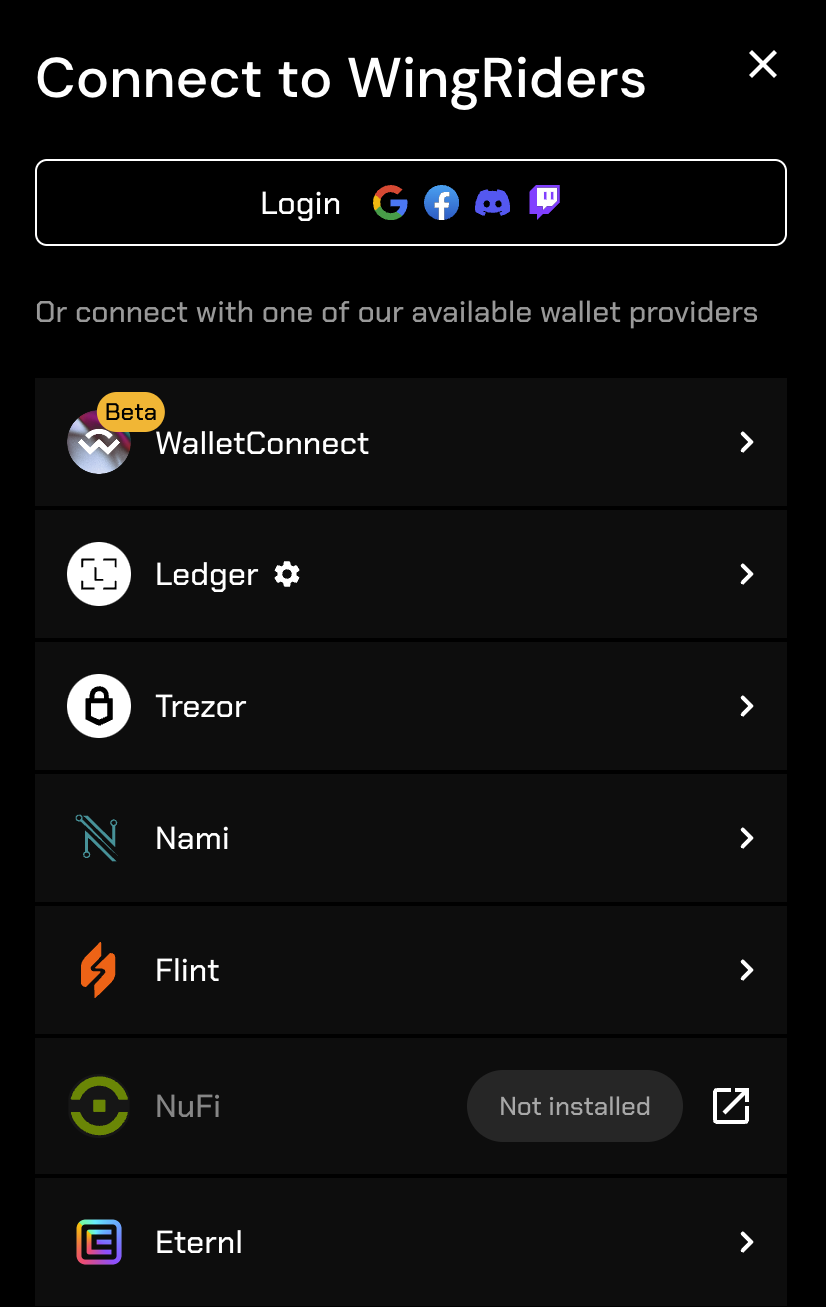 Connect to WingRiders
Login
Or connect with one of our available wallet providers
Beta
WalletConnect
Ledger
Trezor
Nami
Flint
NuFi Not installed
Eternl